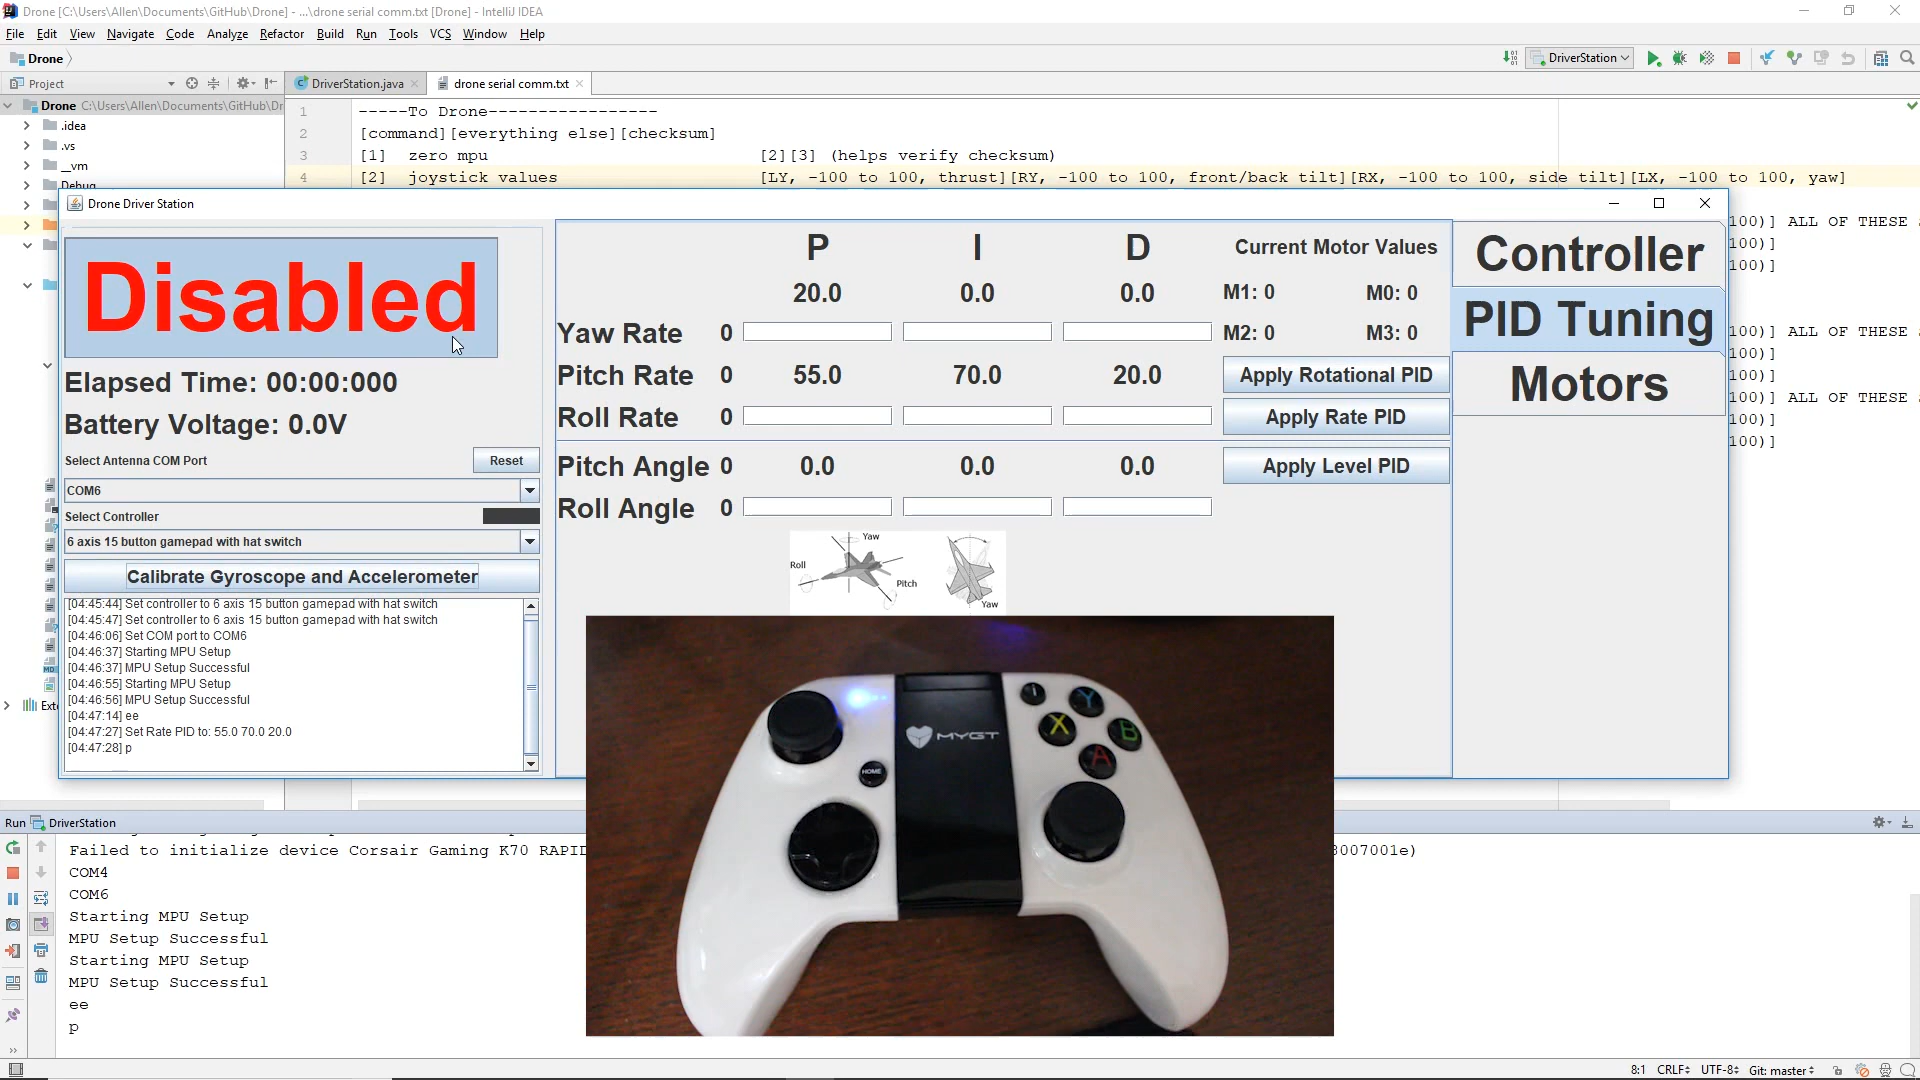 Drone [C:\Users\Allen\Documents\GitHub\Drone] - ...\drone serial comm.txt [Drone] - IntelliJ IDEA
File Edit View Navigate Code Analyze Refactor Build Run Tools VCS Window Help
Drone
DriverStation
Project
DriverStation.java
drone serial comm.txt
Drone C:\Users\Allen\Documents\GitHub\Dr
.idea
.vs
__vm
Debug
1 -----To Drone-----------------
2 [command][everything else][checksum]
3 [1] zero mpu [2][3] (helps verify checksum)
4 [2] joystick values [LY, -100 to 100, thrust][RY, -100 to 100, front/back tilt][RX, -100 to 100, side tilt][LX, -100 to 100, yaw]
100)] ALL OF THESE
100)]
100)]
100)] ALL OF THESE
100)]
100)]
100)] ALL OF THESE
100)]
100)]
Drone Driver Station
Disabled
Elapsed Time: 00:00:000
Battery Voltage: 0.0V
Select Antenna COM Port
Reset
COM6
Select Controller
6 axis 15 button gamepad with hat switch
Calibrate Gyroscope and Accelerometer
[04:45:44] Set controller to 6 axis 15 button gamepad with hat switch
[04:45:47] Set controller to 6 axis 15 button gamepad with hat switch
[04:46:06] Set COM port to COM6
[04:46:37] Starting MPU Setup
[04:46:37] MPU Setup Successful
[04:46:55] Starting MPU Setup
[04:46:56] MPU Setup Successful
[04:47:14] ee
[04:47:27] Set Rate PID to: 55.0 70.0 20.0
[04:47:28] p
P I D
Current Motor Values
20.0 0.0 0.0
M1: 0 M0: 0
Yaw Rate 0
M2: 0 M3: 0
Pitch Rate 0 55.0 70.0 20.0
Apply Rotational PID
Roll Rate 0
Apply Rate PID
Pitch Angle 0 0.0 0.0 0.0
Apply Level PID
Roll Angle 0
Yaw
Roll
Pitch
Yaw
Controller
PID Tuning
Motors
MYGT
HOME
Y
X
B
A
Exte
Run DriverStation
Failed to initialize device Corsair Gaming K70 RAPID
3007001e)
COM4
COM6
Starting MPU Setup
MPU Setup Successful
Starting MPU Setup
MPU Setup Successful
ee
p
8:1 CRLF UTF-8 Git: master